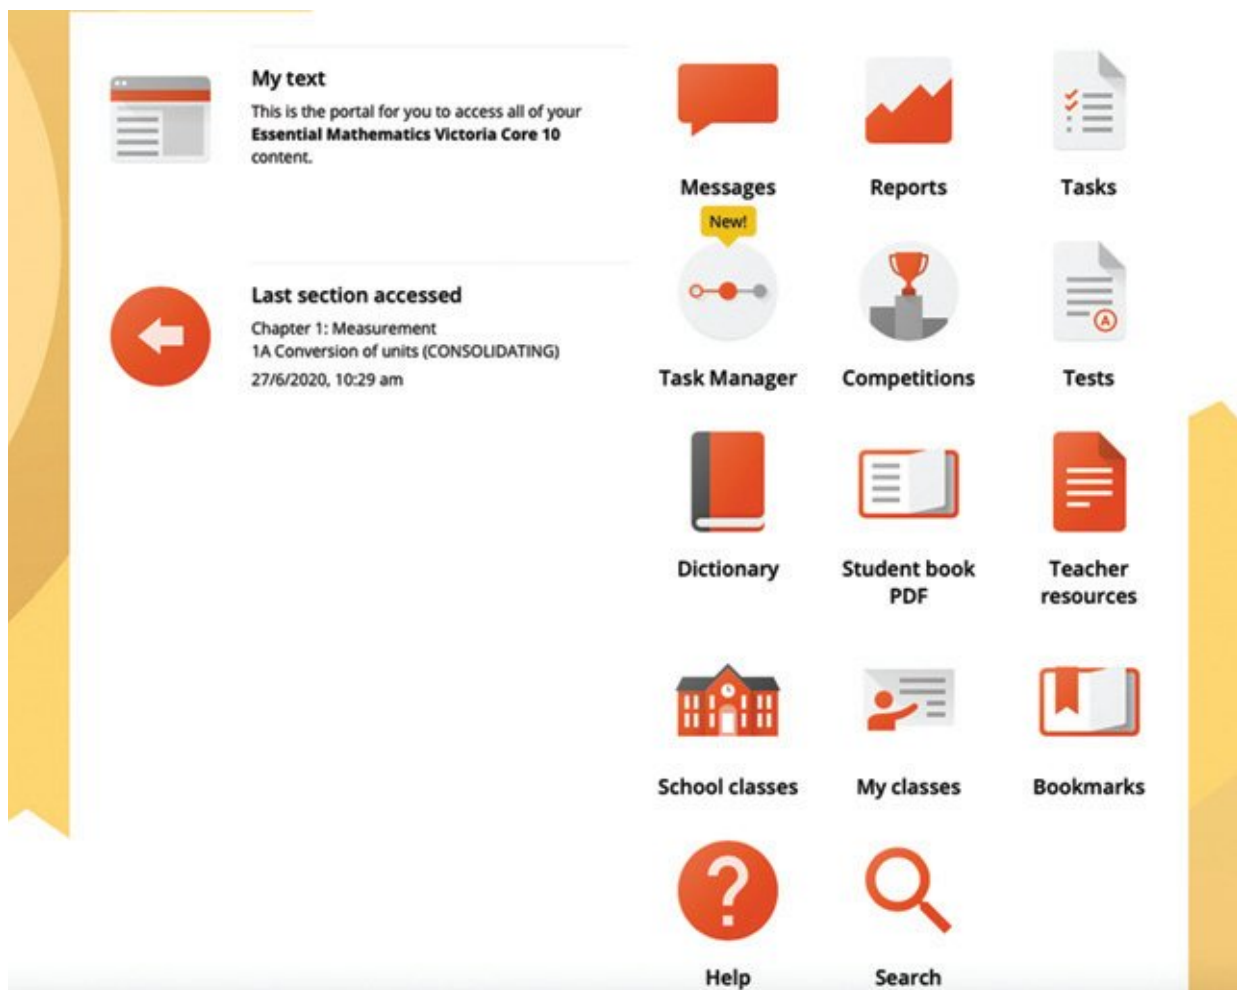 My text
This is the portal for you to access all of your
Essential Mathematics Victoria Core 10
content.
Last section accessed
Chapter 1: Measurement
1A Conversion of units (CONSOLIDATING)
27/6/2020, 10:29 am
Messages
Reports
Tasks
New!
Task Manager
Competitions
A
Tests
Dictionary
Student book
PDF
Teacher
resources
School classes
My classes
Bookmarks
?
Help
Search